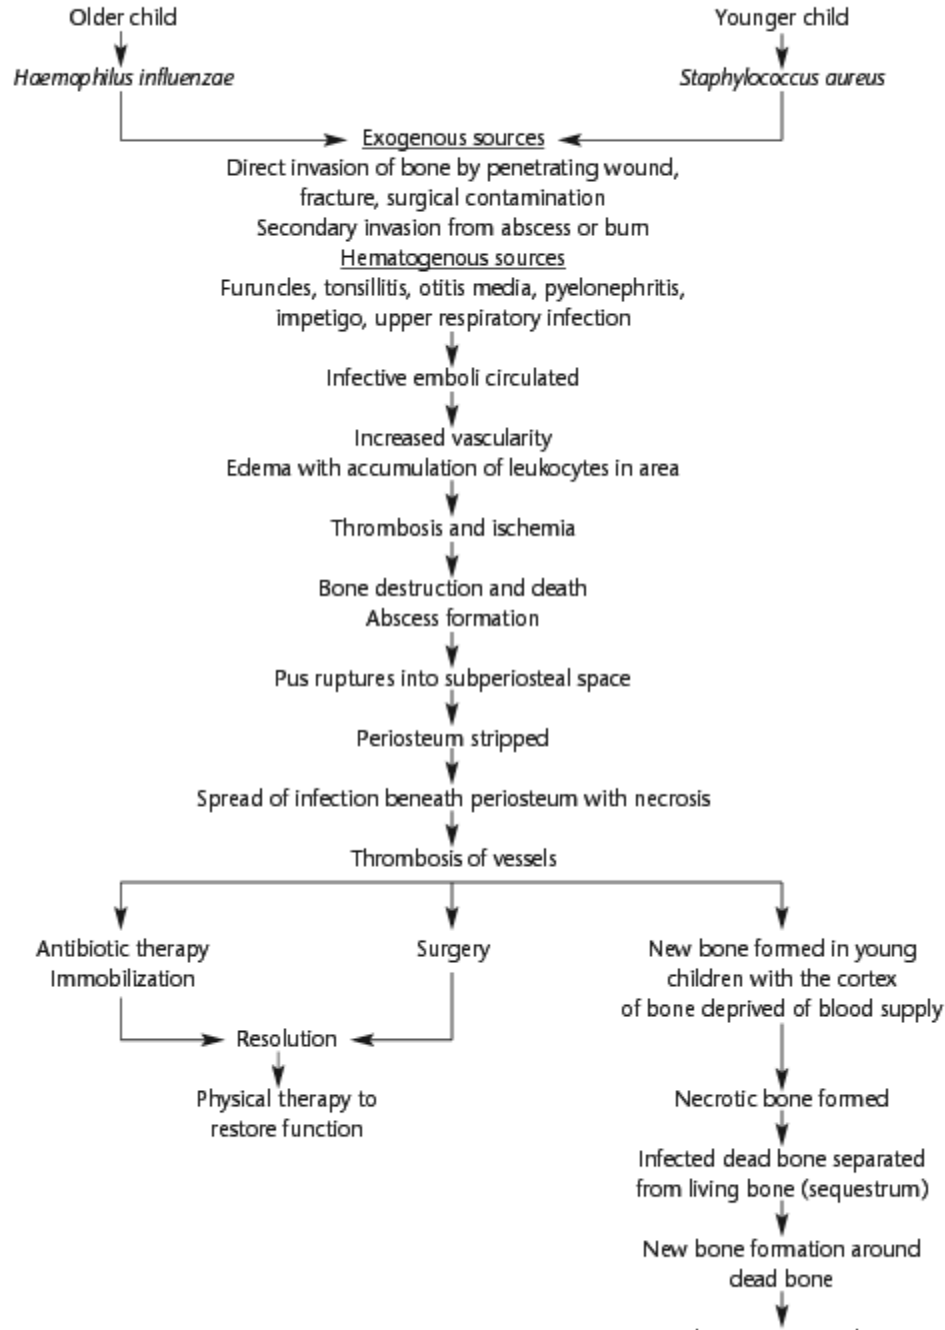 Older child
Younger child
Haemophilus influenzae
Staphylococcus aureus
Exogenous sources
Direct invasion of bone by penetrating wound,
fracture, surgical contamination
Secondary invasion from abscess or burn
Hematogenous sources
Furuncles, tonsillitis, otitis media, pyelonephritis,
impetigo, upper respiratory infection
Infective emboli circulated
Increased vascularity
Edema with accumulation of leukocytes in area
Thrombosis and ischemia
Bone destruction and death
Abscess formation
Pus ruptures into subperiosteal space
Periosteum stripped
Spread of infection beneath periosteum with necrosis
Thrombosis of vessels
Antibiotic therapy
Immobilization
Surgery
New bone formed in young
children with the cortex
of bone deprived of blood supply
Resolution
Physical therapy to
restore function
Necrotic bone formed
Infected dead bone separated
from living bone (sequestrum)
New bone formation around
dead bone